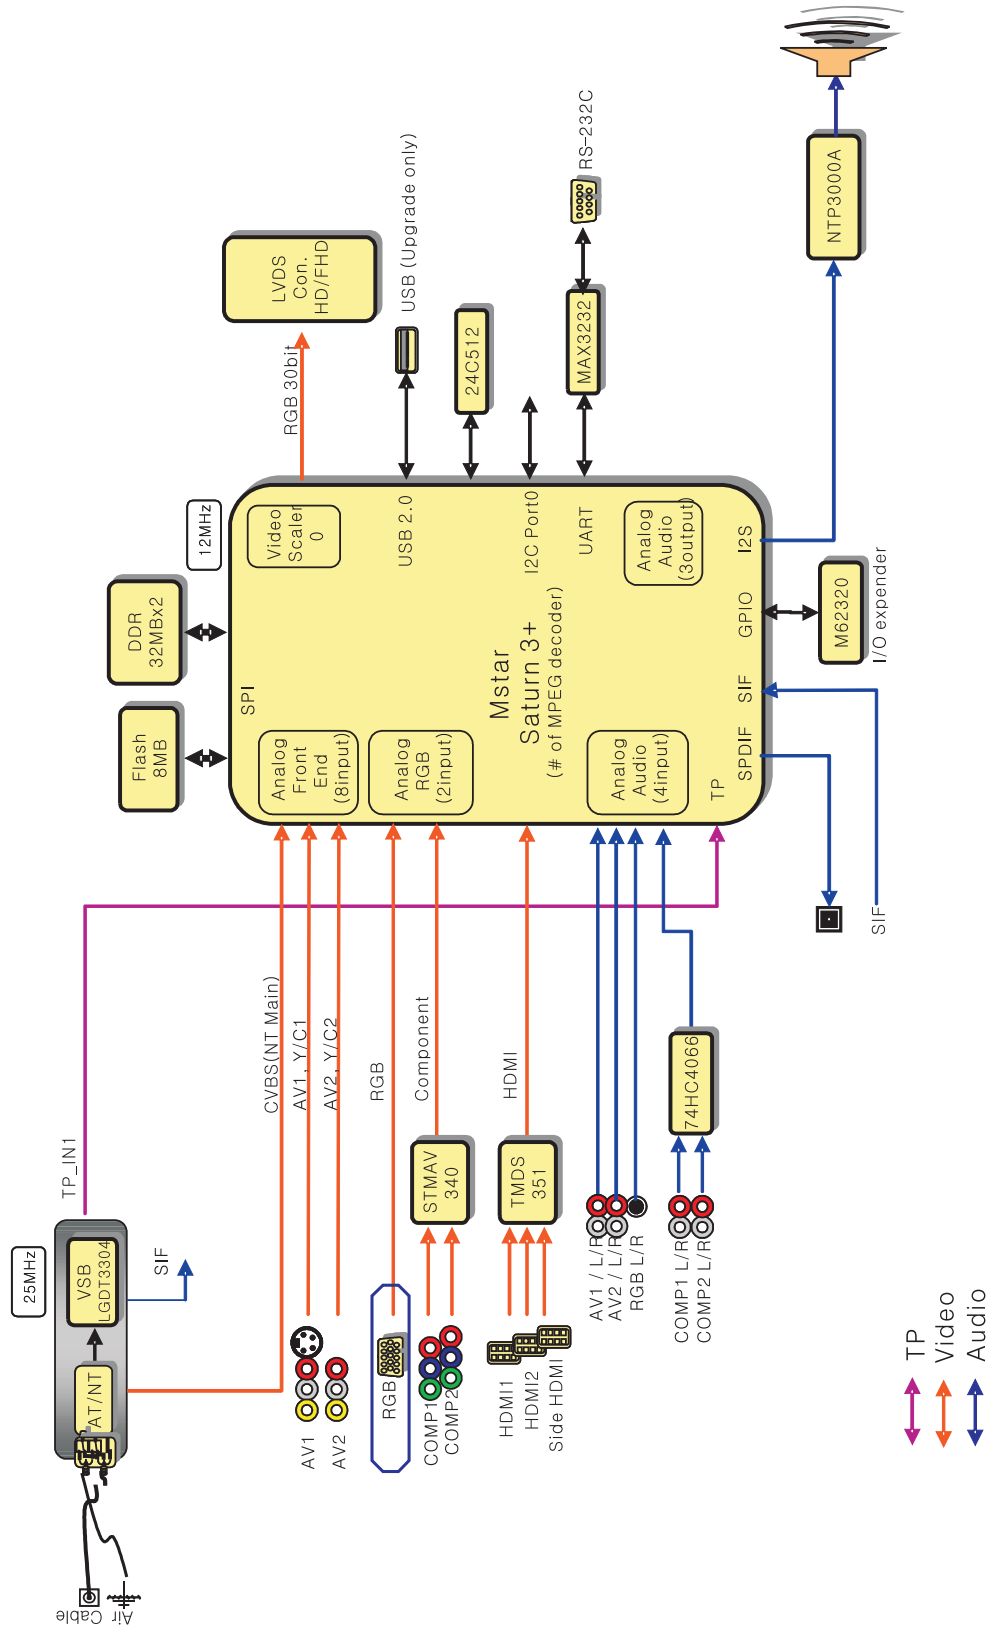 Air
Cable
25MHz
AT/NT
VSB
LGDT3304
TP_IN1
SIF
CVBS(NT Main)
AV1, Y/C1
AV2, Y/C2
RGB
Component
HDMI
AV1
AV2
RGB
COMP1
COMP2
STMAV
340
HDMI1
HDMI2
Side HDMI
TMDS
351
AV1 / L/R
AV2 / L/R
RGB L/R
COMP1 L/R
COMP2 L/R
74HC4066
SIF
Flash
8MB
DDR
32MBx2
12MHz
SPI
Analog
Front
End
(8input)
Analog
RGB
(2input)
Mstar
Saturn 3+
(# of MPEG decoder)
Analog
Audio
(4input)
TP
SPDIF
SIF
GPIO
I2S
Video
Scaler
0
USB 2.0
I2C Port0
UART
Analog
Audio
(3output)
RGB 30bit
LVDS
Con.
HD/FHD
USB (Upgrade only)
24C512
MAX3232
RS-232C
M62320
I/O expender
NTP3000A
TP
Video
Audio